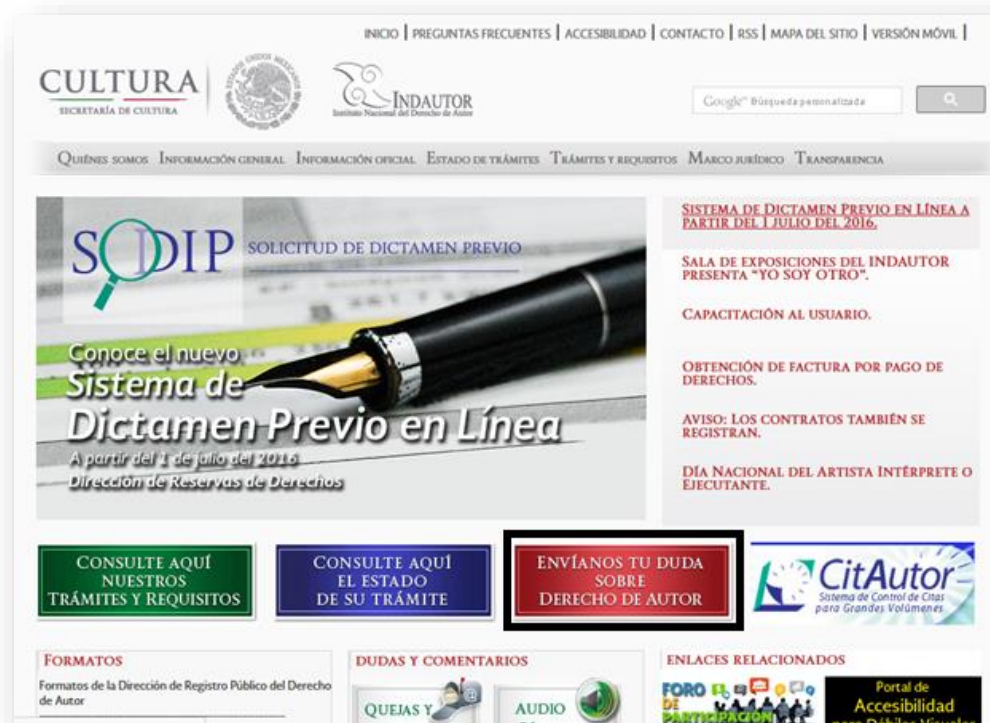 INICIO | PREGUNTAS FRECUENTES | ACCESIBILIDAD | CONTACTO | RSS | MAPA DEL SITIO | VERSIÓN MÓVIL |
CULTURA
SECRETARÍA DE CULTURA
ESTADOS UNIDOS MEXICANOS
INDAUTOR
Instituto Nacional del Derecho de Autor
Google™ Búsqueda personalizada
QUIÉNES SOMOS INFORMACIÓN GENERAL INFORMACIÓN OFICIAL ESTADO DE TRÁMITES TRÁMITES Y REQUISITOS MARCO JURÍDICO TRANSPARENCIA
SODIP SOLICITUD DE DICTAMEN PREVIO
Conoce el nuevo
Sistema de
Dictamen Previo en Línea
A partir del 1 de julio del 2016
Dirección de Reservas de Derechos
SISTEMA DE DICTAMEN PREVIO EN LÍNEA A
PARTIR DEL 1 JULIO DEL 2016.
SALA DE EXPOSICIONES DEL INDAUTOR
PRESENTA “YO SOY OTRO”.
CAPACITACIÓN AL USUARIO.
OBTENCIÓN DE FACTURA POR PAGO DE
DERECHOS.
AVISO: LOS CONTRATOS TAMBIÉN SE
REGISTRAN.
DÍA NACIONAL DEL ARTISTA INTÉRPRETE O
EJECUTANTE.
CONSULTE AQUÍ
NUESTROS
TRÁMITES Y REQUISITOS
CONSULTE AQUÍ
EL ESTADO
DE SU TRÁMITE
ENVÍANOS TU DUDA
SOBRE
DERECHO DE AUTOR
CitAutor
Sistema de Control de Citas
para Grandes Volúmenes
FORMATOS
Formatos de la Dirección de Registro Público del Derecho
de Autor
DUDAS Y COMENTARIOS
QUEJAS Y
AUDIO
ENLACES RELACIONADOS
FORO
DE
PARTICIPACIÓN
Portal de
Accesibilidad